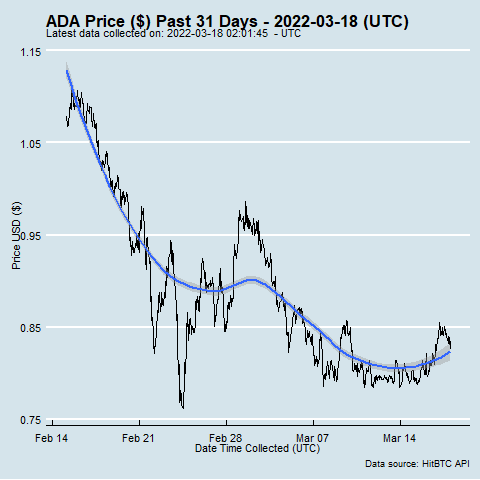 ADA Price ($) Past 31 Days - 2022-03-18 (UTC)
Latest data collected on: 2022-03-18 02:01:45 - UTC
1.15
1.05
0.95
0.85
0.75
Price USD ($)
Feb 14 Feb 21 Feb 28 Mar 07 Mar 14
Date Time Collected (UTC)
Data source: HitBTC API